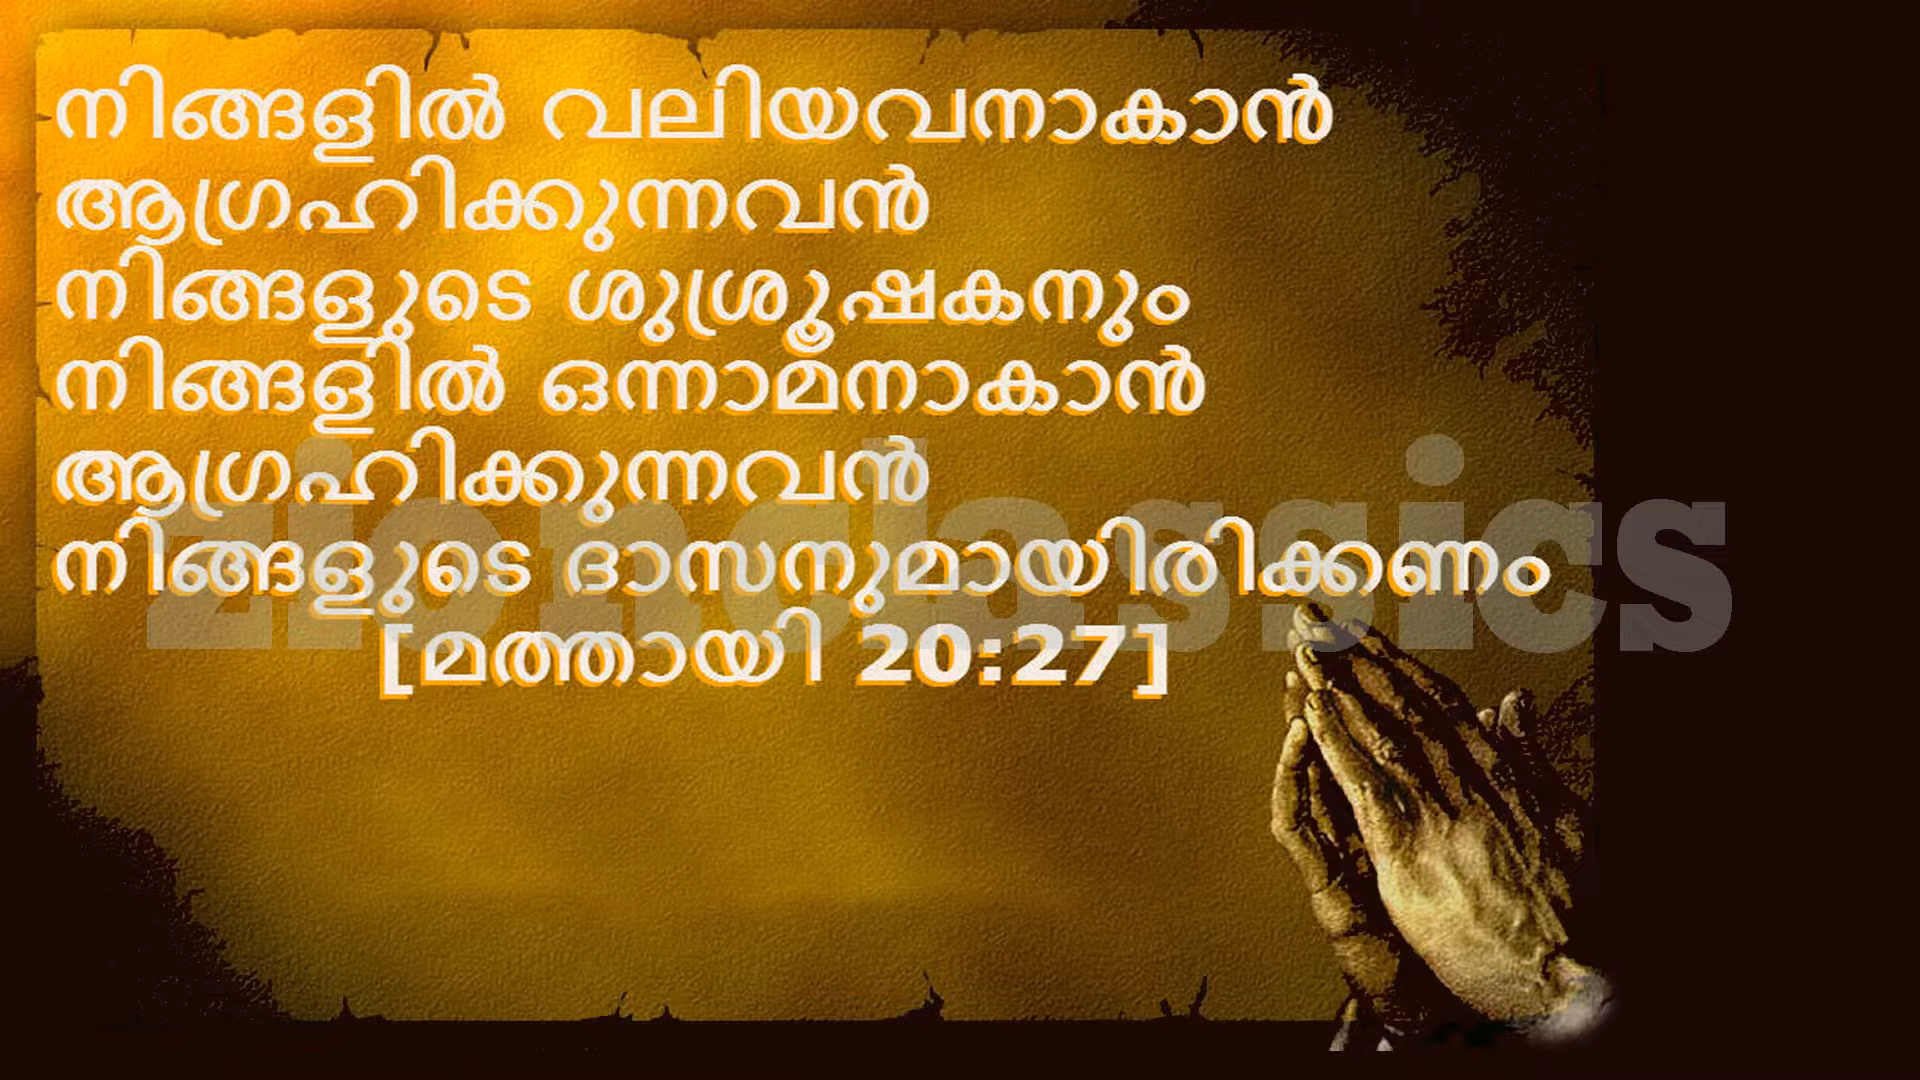 നിങ്ങളിൽ വലിയവനാകാൻ
ആഗ്രഹിക്കുന്നവൻ
നിങ്ങളുടെ ശുശ്രൂഷകനും
നിങ്ങളിൽ ഒന്നാമനാകാൻ
ആഗ്രഹിക്കുന്നവൻ
zionclassics
നിങ്ങളുടെ ദാസനുമായിരിക്കണം
[മത്തായി 20:27]